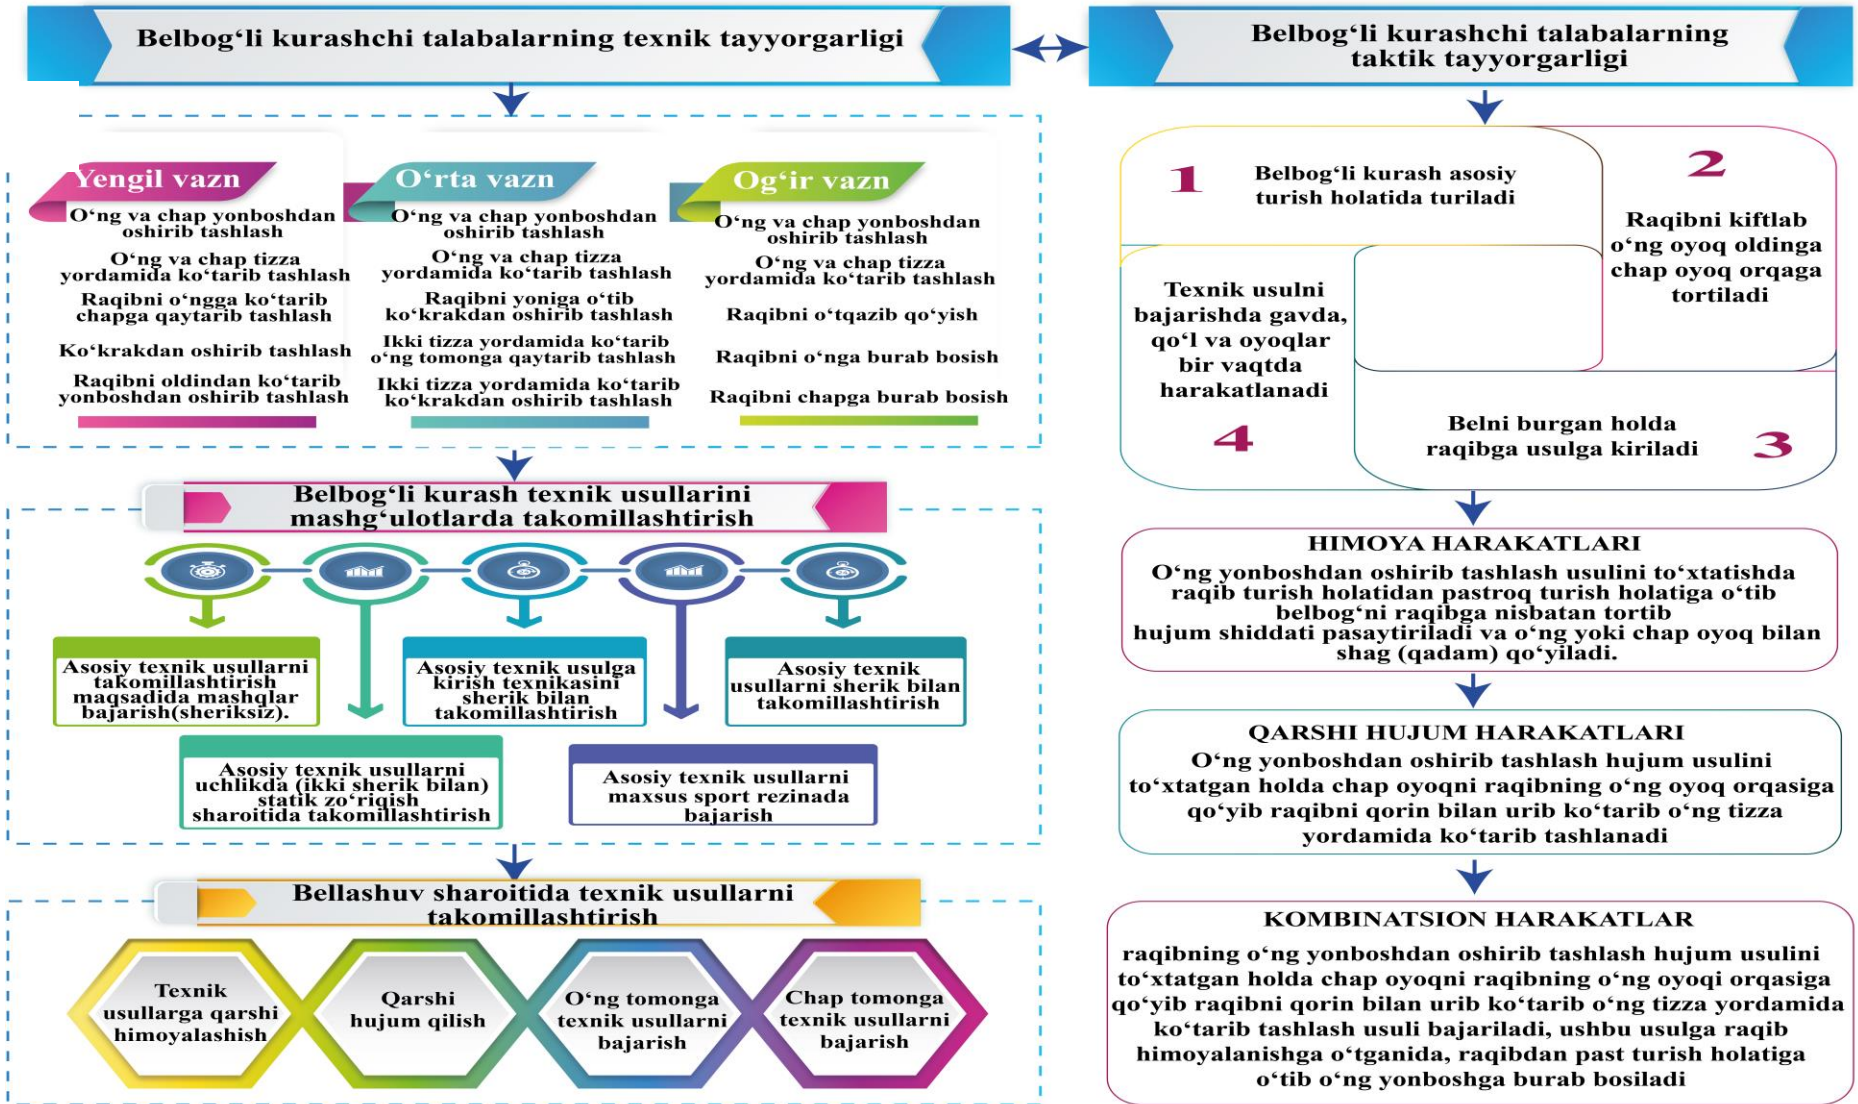 Belbog‘li kurashchi talabalarning texnik tayyorgarligi
Yengil vazn
O‘ng va chap yonboshdan
oshirib tashlash
O‘ng va chap tizza
yordamida ko‘tarib tashlash
Raqibni o‘ngga ko‘tarib
chapga qaytarib tashlash
Ko‘krakdan oshirib tashlash
Raqibni oldindan ko‘tarib
yonboshdan oshirib tashlash
O‘rta vazn
O‘ng va chap yonboshdan
oshirib tashlash
O‘ng va chap tizza
yordamida ko‘tarib tashlash
Raqibni yoniga o‘tib
ko‘krakdan oshirib tashlash
Ikki tizza yordamida ko‘tarib
o‘ng tomonga qaytarib tashlash
Ikki tizza yordamida ko‘tarib
ko‘krakdan oshirib tashlash
Og‘ir vazn
O‘ng va chap yonboshdan
oshirib tashlash
O‘ng va chap tizza
yordamida ko‘tarib tashlash
Raqibni o‘tqazib qo‘yish
Raqibni o‘nga burab bosish
Raqibni chapga burab bosish
Belbog‘li kurash texnik usullarini
mashg‘ulotlarda takomillashtirish
Asosiy texnik usullarni
takomillashtirish
maqsadida mashqlar
bajarish(sheriksiz).
Asosiy texnik usulga
kirish texnikasini
sherik bilan
takomillashtirish
Asosiy texnik
usullarni sherik bilan
takomillashtirish
Asosiy texnik usullarni
uchlikda (ikki sherik bilan)
statik zo‘riqish
sharoitida takomillashtirish
Asosiy texnik usullarni
maxsus sport rezinada
bajarish
Bellashuv sharoitida texnik usullarni
takomillashtirish
Texnik
usullarga qarshi
himoyalashish
Qarshi
hujum qilish
O‘ng tomonga
texnik usullarni
bajarish
Chap tomonga
texnik usullarni
bajarish
Belbog‘li kurashchi talabalarning
taktik tayyorgarligi
1
Belbog‘li kurash asosiy
turish holatida turiladi
2
Raqibni kiftlab
o‘ng oyoq oldinga
chap oyoq orqaga
tortiladi
Belni burgan holda
raqibga usulga kiriladi
3
Texnik usulni
bajarishda gavda,
qo‘l va oyoqlar
bir vaqtda
harakatlanadi
4
HIMOYA HARAKATLARI
O‘ng yonboshdan oshirib tashlash usulini to‘xtatishda
raqib turish holatidan pastroq turish holatiga o‘tib
belbog‘ni raqibga nisbatan tortib
hujum shiddati pasaytiriladi va o‘ng yoki chap oyoq bilan
shag (qadam) qo‘yiladi.
QARSHI HUJUM HARAKATLARI
O‘ng yonboshdan oshirib tashlash hujum usulini
to‘xtatgan holda chap oyoqni raqibning o‘ng oyoq orqasiga
qo‘yib raqibni qorin bilan urib ko‘tarib o‘ng tizza
yordamida ko‘tarib tashlanadi
KOMBINATSION HARAKATLAR
raqibning o‘ng yonboshdan oshirib tashlash hujum usulini
to‘xtatgan holda chap oyoqni raqibning o‘ng oyoqi orqasiga
qo‘yib raqibni qorin bilan urib ko‘tarib o‘ng tizza yordamida
ko‘tarib tashlash usuli bajariladi, ushbu usulga raqib
himoyalanishga o‘tganida, raqibdan past turish holatiga
o‘tib o‘ng yonboshga burab bosiladi